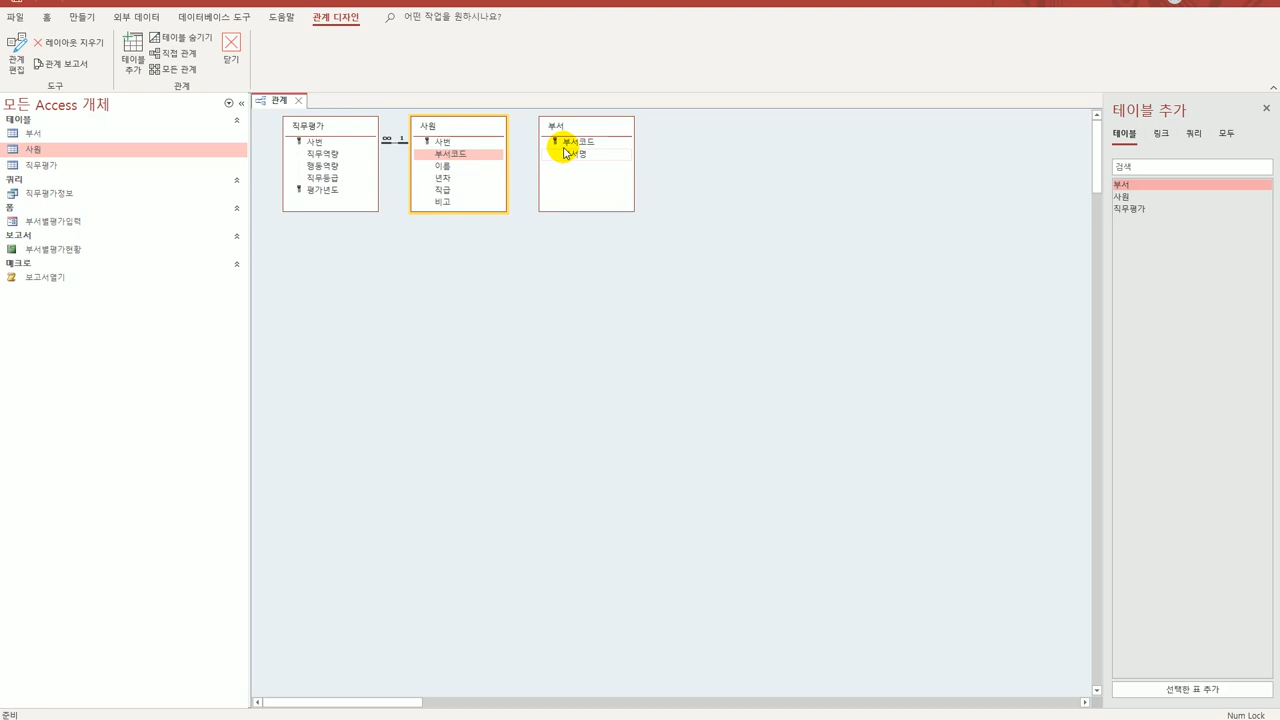 파일 홈 만들기 외부 데이터 데이터베이스 도구 도움말 관계 디자인 어떤 작업을 원하시나요?
관계 편집
레이아웃 지우기
관계 보고서
도구
테이블 추가
테이블 숨기기
직접 관계
모든 관계
닫기
관계
모든 Access 개체
테이블
부서
사원
직무평가
쿼리
직무평가정보
폼
부서별평가입력
보고서
부서별평가현황
매크로
보고서열기
관계
직무평가
사번
직무역량
행동역량
직무등급
평가년도
∞ 1
사원
사번
부서코드
이름
년차
직급
비고
부서
부서코드
테이블 추가
테이블 링크 쿼리 모두
검색
부서
사원
직무평가
선택한 표 추가
준비
Num Lock